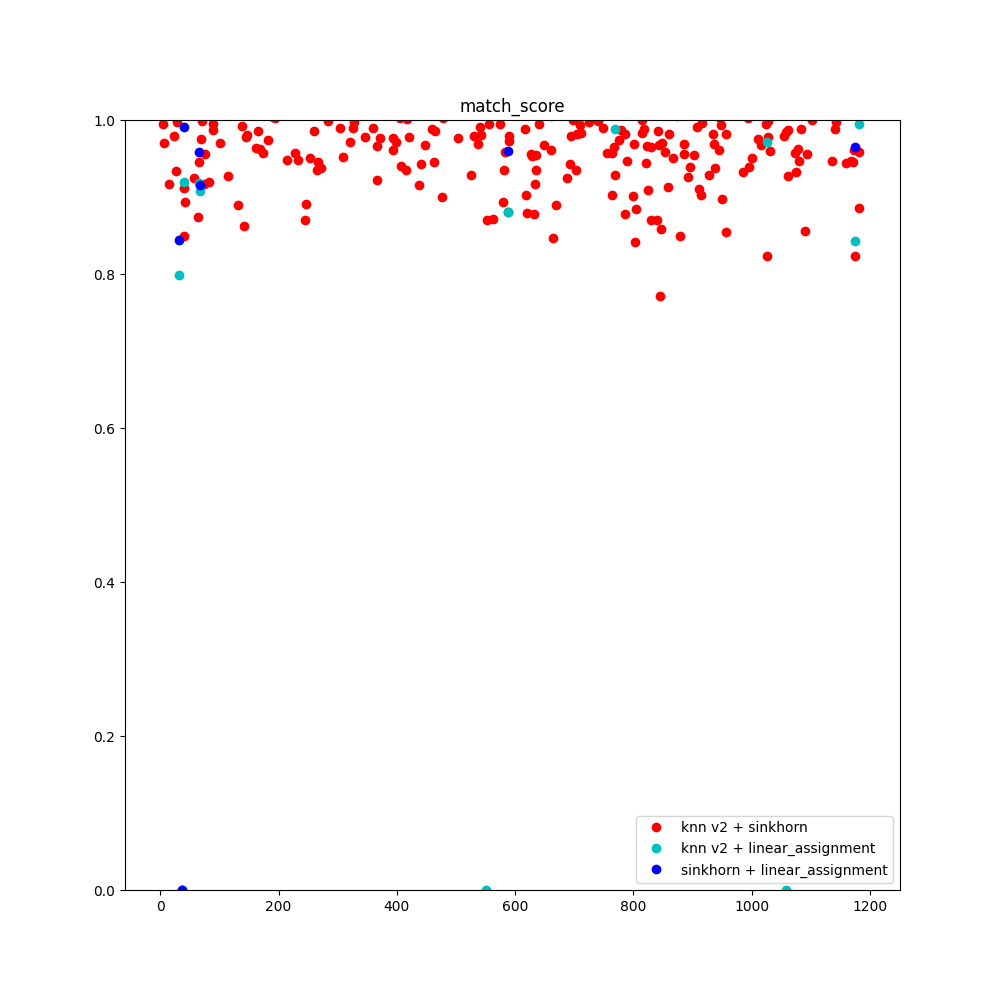 match_score
1.0
0.8
0.6
0.4
0.2
0.0
0 200 400 600 800 1000 1200
knn v2 + sinkhorn
knn v2 + linear_assignment
sinkhorn + linear_assignment